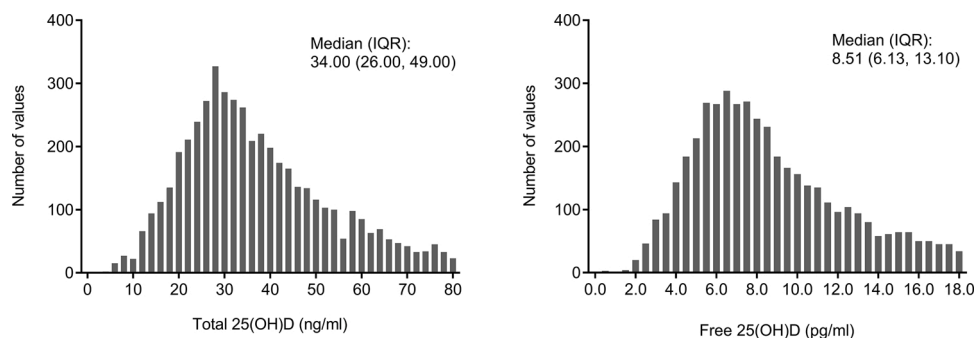 400
300
200
100
0
Number of values
Median (IQR):
34.00 (26.00, 49.00)
0 10 20 30 40 50 60 70 80
Total 25(OH)D (ng/ml)
400
300
200
100
0
Number of values
Median (IQR):
8.51 (6.13, 13.10)
0.0 2.0 4.0 6.0 8.0 10.0 12.0 14.0 16.0 18.0
Free 25(OH)D (pg/ml)